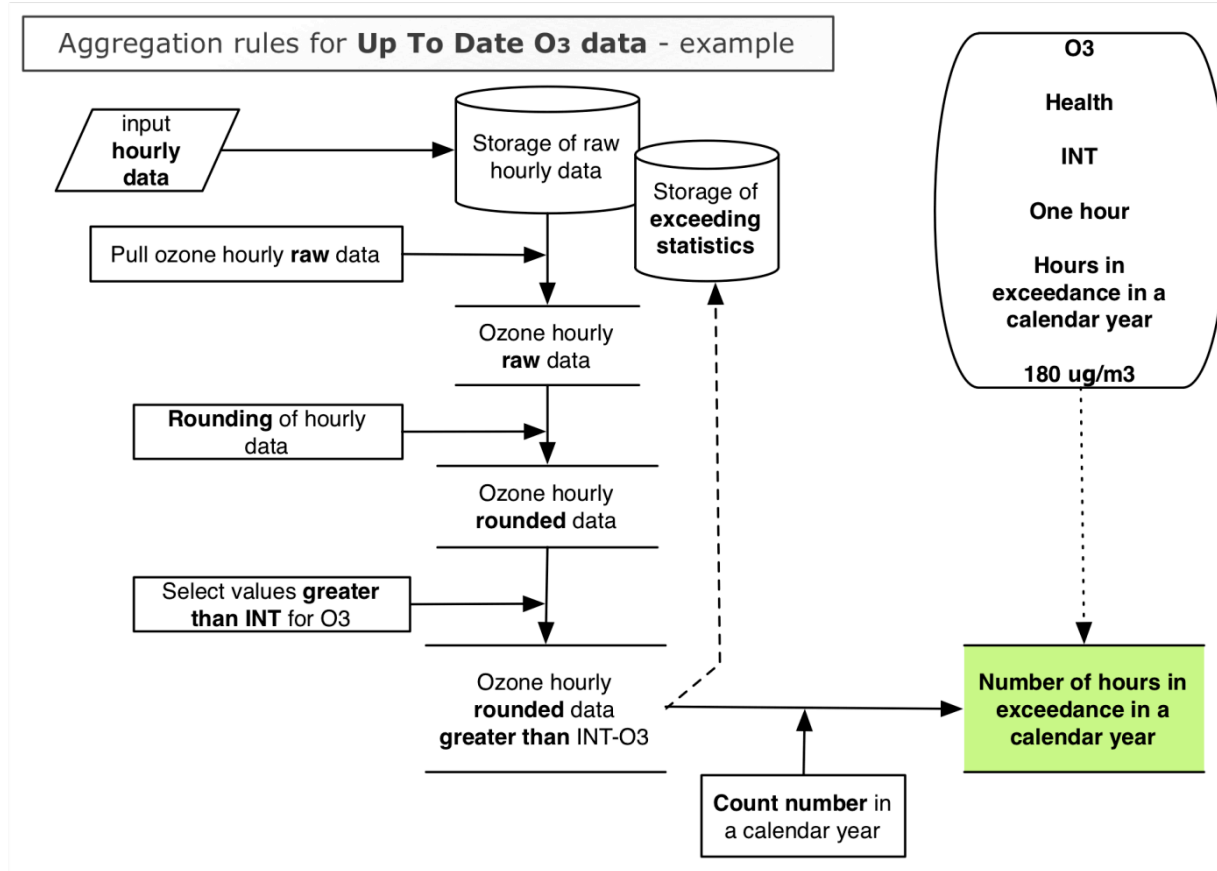 Aggregation rules for Up To Date O3 data - example
input
hourly
data
Storage of raw
hourly data
Storage of
exceeding
statistics
Pull ozone hourly raw data
Ozone hourly
raw data
Rounding of hourly
data
Ozone hourly
rounded data
Select values greater
than INT for O3
Ozone hourly
rounded data
greater than INT-O3
Count number in
a calendar year
O3
Health
INT
One hour
Hours in
exceedance in a
calendar year
180 ug/m3
Number of hours in
exceedance in a
calendar year